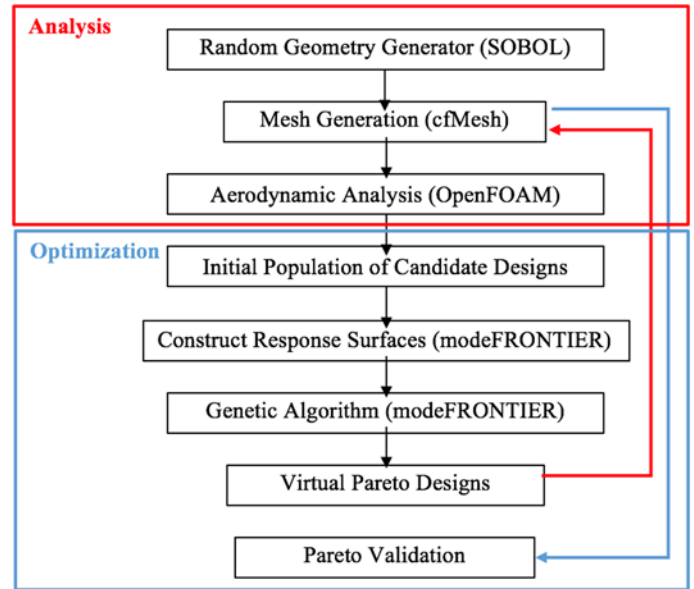 Analysis
Random Geometry Generator (SOBOL)
Mesh Generation (cfMesh)
Aerodynamic Analysis (OpenFOAM)
Optimization
Initial Population of Candidate Designs
Construct Response Surfaces (modeFRONTIER)
Genetic Algorithm (modeFRONTIER)
Virtual Pareto Designs
Pareto Validation